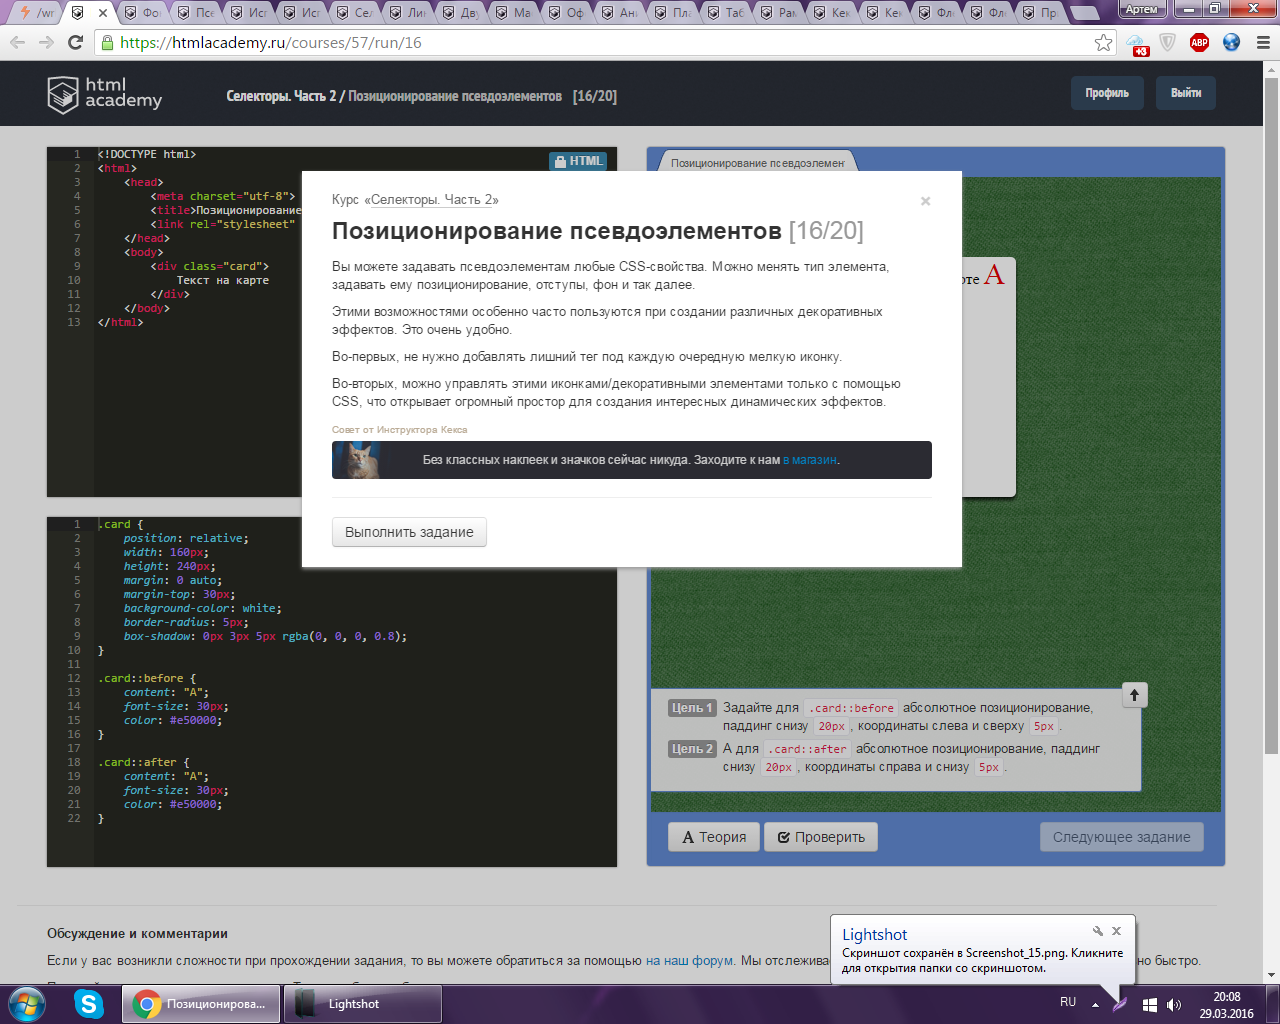 /wr
Фо
Псе
Исп
Исп
Сел
Ли
Дву
Ма
Оф
Ани
Пла
Таб
Рам
Кек
Кек
Фл
Фл
Пр
Артем
https://htmlacademy.ru/courses/57/run/16
+3
ABP
html
academy
Селекторы. Часть 2 / Позиционирование псевдоэлементов [16/20]
Профиль
Выйти
1 <!DOCTYPE html>
2 <html>
3 <head>
4 <meta charset="utf-8">
5 <title>Позиционирование
6 <link rel="stylesheet"
7 </head>
8 <body>
9 <div class="card">
10 Текст на карте
11 </div>
12 </body>
13 </html>
HTML
Позиционирование псевдоэлемен
рте A
Курс «Селекторы. Часть 2»
×
Позиционирование псевдоэлементов [16/20]
Вы можете задавать псевдоэлементам любые CSS-свойства. Можно менять тип элемента,
задавать ему позиционирование, отступы, фон и так далее.
Этими возможностями особенно часто пользуются при создании различных декоративных
эффектов. Это очень удобно.
Во-первых, не нужно добавлять лишний тег под каждую очередную мелкую иконку.
Во-вторых, можно управлять этими иконками/декоративными элементами только с помощью
CSS, что открывает огромный простор для создания интересных динамических эффектов.
Совет от Инструктора Кекса
Без классных наклеек и значков сейчас никуда. Заходите к нам в магазин.
Выполнить задание
1 .card {
2 position: relative;
3 width: 160px;
4 height: 240px;
5 margin: 0 auto;
6 margin-top: 30px;
7 background-color: white;
8 border-radius: 5px;
9 box-shadow: 0px 3px 5px rgba(0, 0, 0, 0.8);
10 }
11
12 .card::before {
13 content: "A";
14 font-size: 30px;
15 color: #e50000;
16 }
17
18 .card::after {
19 content: "A";
20 font-size: 30px;
21 color: #e50000;
22 }
Цель 1 Задайте для .card::before абсолютное позиционирование,
паддинг снизу 20px, координаты слева и сверху 5px.
Цель 2 А для .card::after абсолютное позиционирование, паддинг
снизу 20px, координаты справа и снизу 5px.
A Теория
Проверить
Следующее задание
Обсуждение и комментарии
Если у вас возникли сложности при прохождении задания, то вы можете обратиться за помощью на наш форум. Мы отслежива
но быстро.
Lightshot
Скриншот сохранён в Screenshot_15.png. Кликните
для открытия папки со скриншотом.
Позиционирова...
Lightshot
RU
20:08
29.03.2016